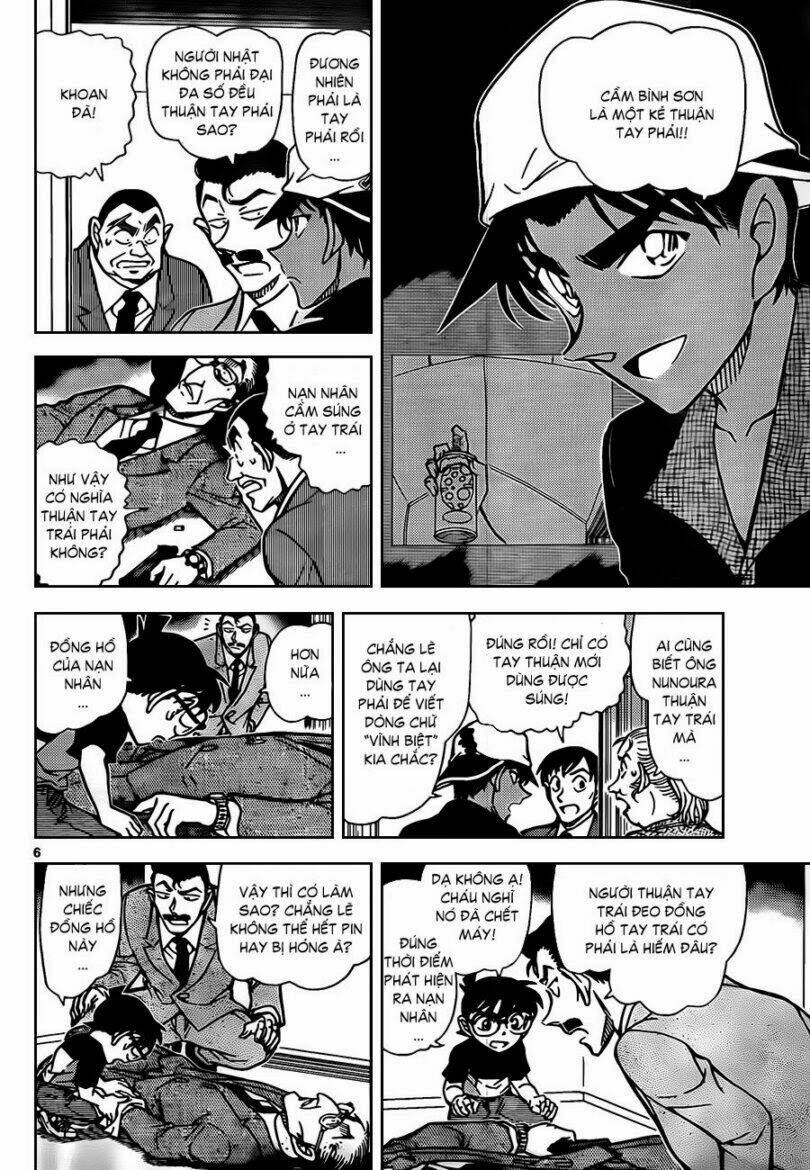 CẦM BÌNH SƠN
LÀ MỘT KẺ THUẬN
TAY PHẢI!!
ĐƯƠNG
NHIÊN
PHẢI LÀ
TAY
PHẢI RỒI
...
NGƯỜI NHẬT
KHÔNG PHẢI ĐẠI
ĐA SỐ ĐỀU
THUẬN TAY PHẢI
SAO?
KHOAN
ĐÃ!
NẠN NHÂN
CẦM SÚNG
Ở TAY TRÁI
...
NHƯ VẬY
CÓ NGHĨA
THUẬN TAY
TRÁI PHẢI
KHÔNG?
AI CŨNG
BIẾT ÔNG
NUNOURA
THUẬN
TAY TRÁI
MÀ
...
ĐÚNG RỒI! CHỈ CÓ
TAY THUẬN MỚI
DÙNG ĐƯỢC
SÚNG!
CHẲNG LẼ
ÔNG TA LẠI
DÙNG TAY
PHẢI ĐỂ VIẾT
DÒNG CHỮ
"VĨNH BIỆT"
KIA CHẮC?
HƠN
NỮA
...
ĐỒNG HỒ
CỦA NẠN
NHÂN
...
6
NGƯỜI THUẬN TAY
TRÁI ĐEO ĐỒNG
HỒ TAY TRÁI CÓ
PHẢI LÀ HIẾM ĐÂU?
DẠ KHÔNG Ạ!
CHÁU NGHĨ
NÓ ĐÃ CHẾT
MÁY!
ĐÚNG
THỜI ĐIỂM
PHÁT HIỆN
RA NẠN
NHÂN
...
VẬY THÌ CÓ LÀM
SAO? CHẲNG LẼ
KHÔNG THỂ HẾT PIN
HAY BỊ HỎNG À?
NHƯNG
CHIẾC
ĐỒNG HỒ
NÀY
...